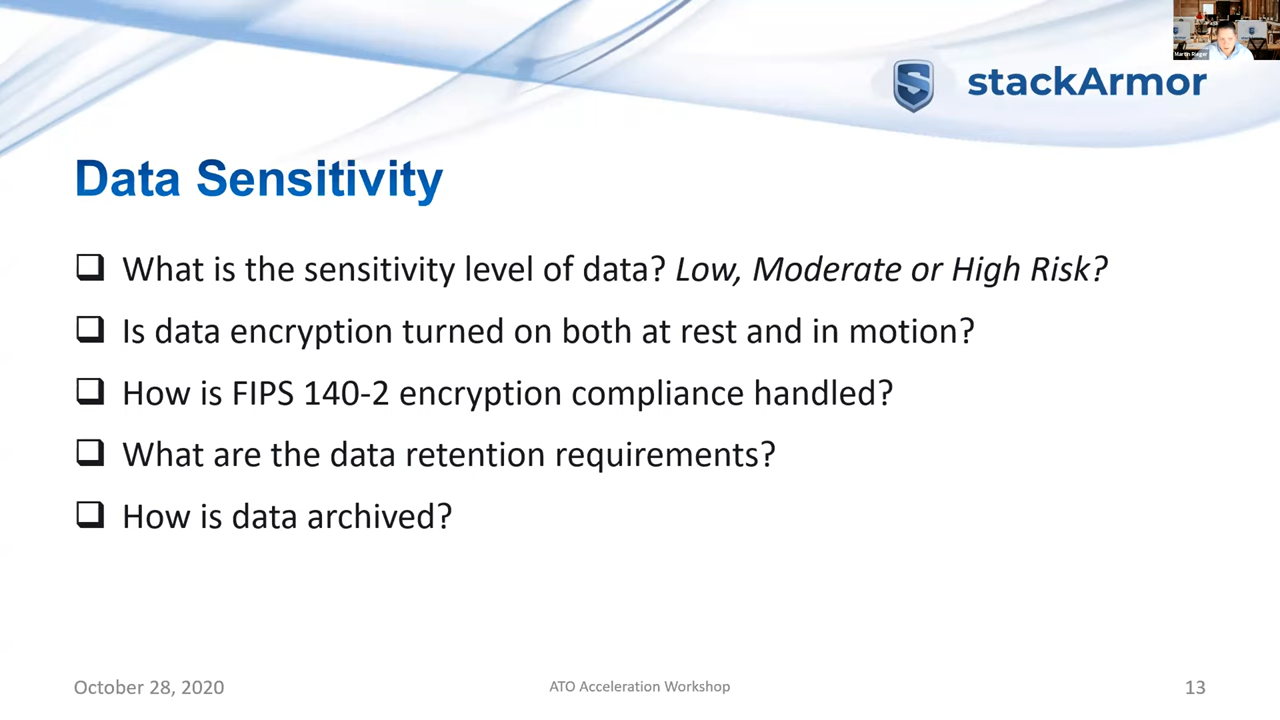 Martin Rieger
stackArmor
Data Sensitivity
What is the sensitivity level of data? Low, Moderate or High Risk?
Is data encryption turned on both at rest and in motion?
How is FIPS 140-2 encryption compliance handled?
What are the data retention requirements?
How is data archived?
October 28, 2020
ATO Acceleration Workshop
13